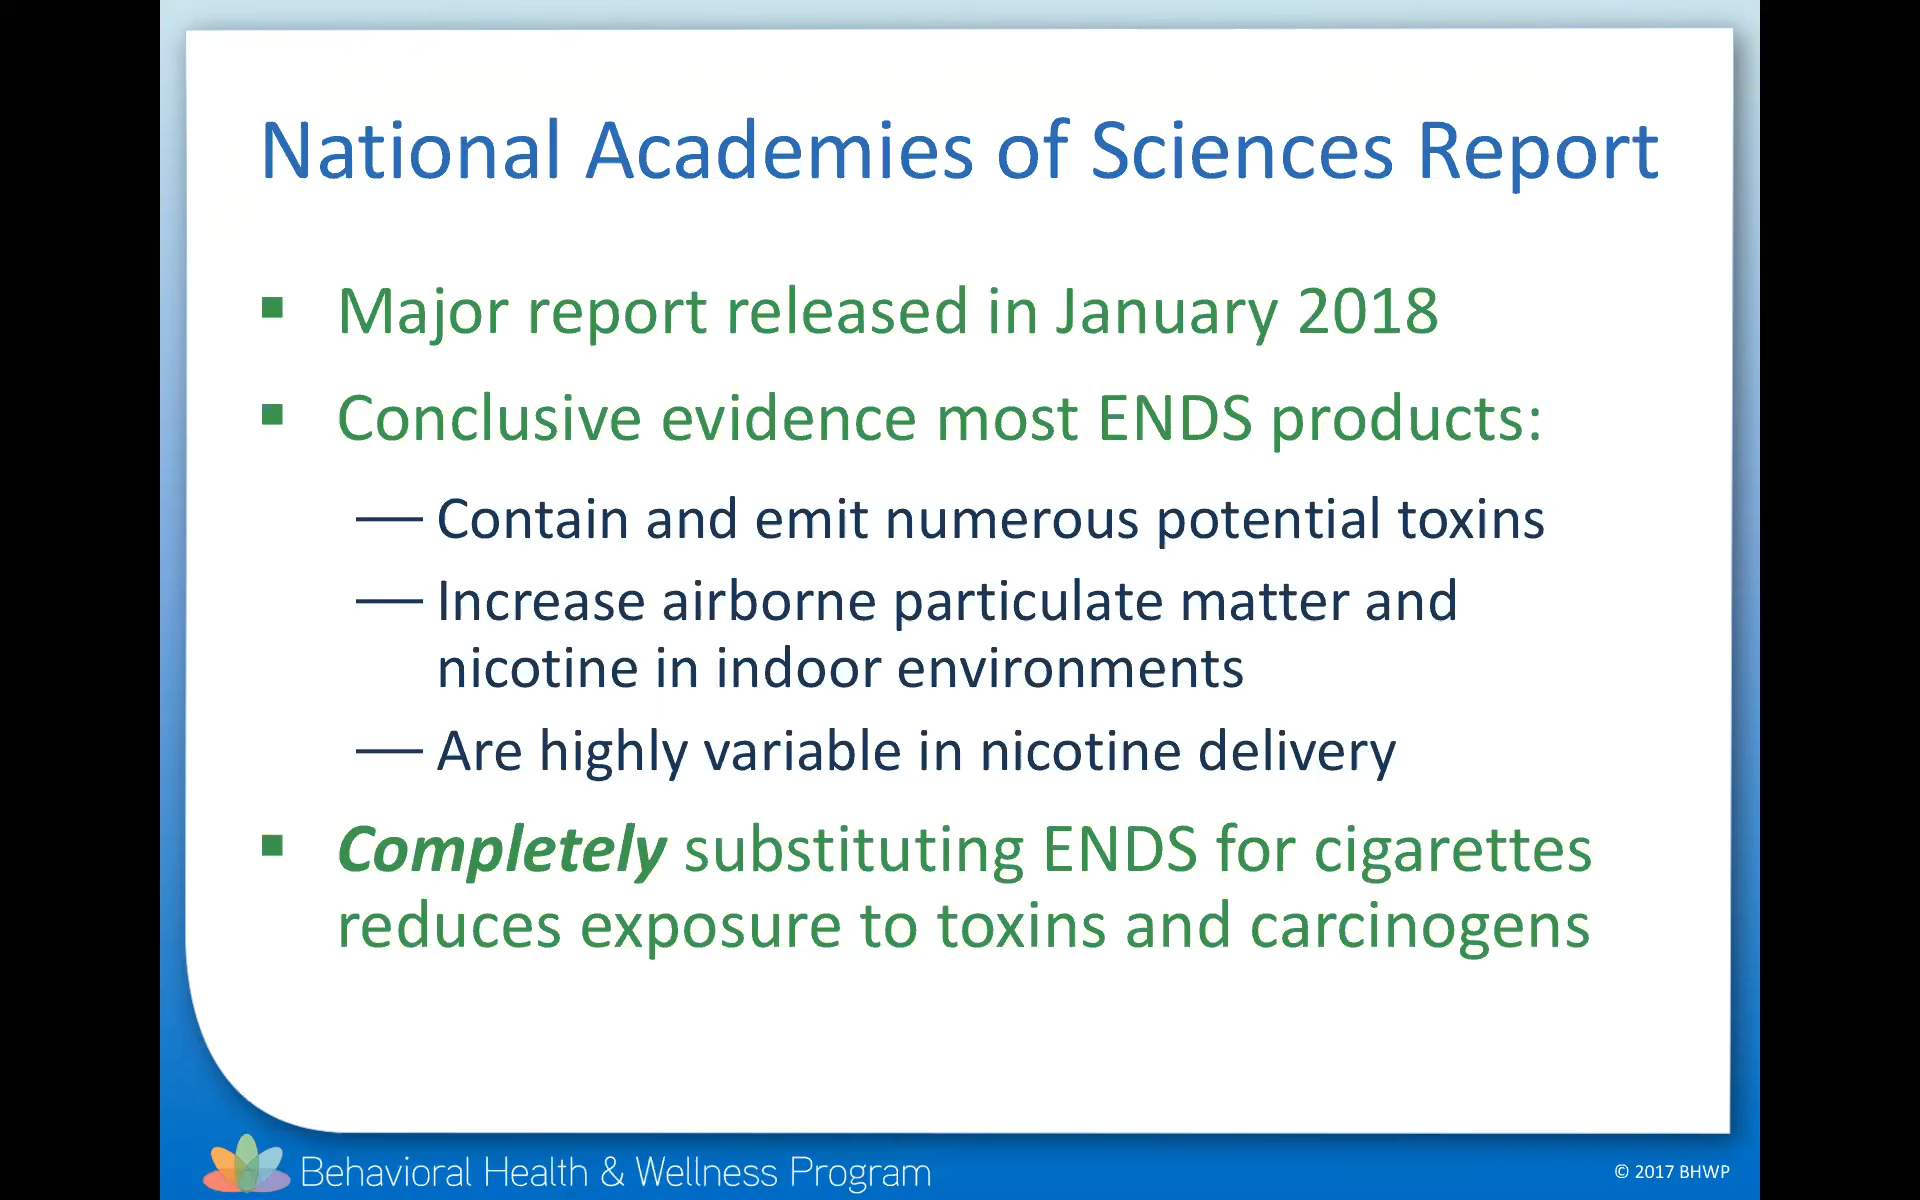 National Academies of Sciences Report
▪ Major report released in January 2018
▪ Conclusive evidence most ENDS products:
— Contain and emit numerous potential toxins
— Increase airborne particulate matter and
nicotine in indoor environments
— Are highly variable in nicotine delivery
▪ Completely substituting ENDS for cigarettes
reduces exposure to toxins and carcinogens
Behavioral Health & Wellness Program
© 2017 BHWP